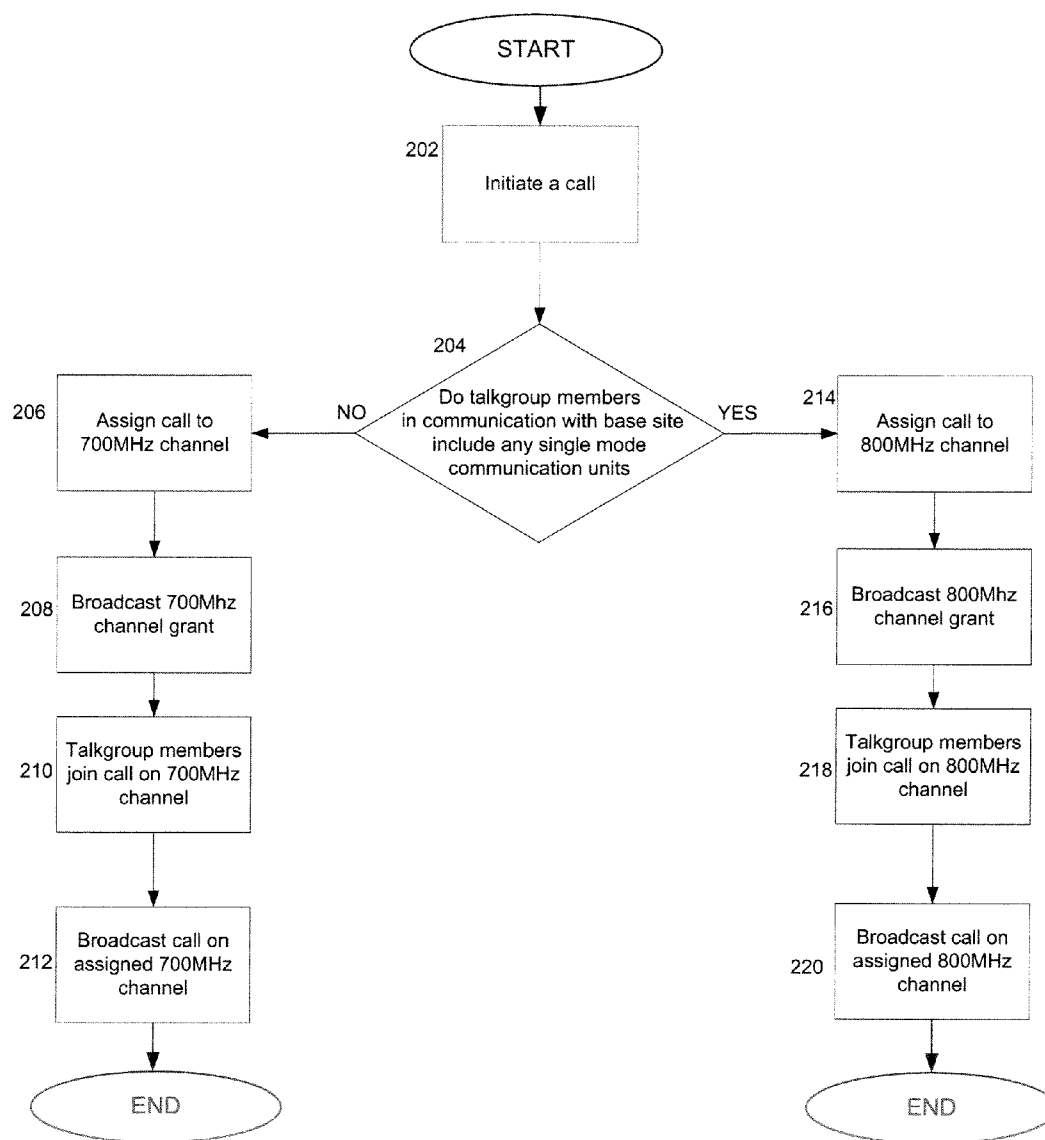 START
202
Initiate a call
204
Do talkgroup members
in communication with base site
include any single mode
communication units
NO
YES
206
Assign call to
700MHz channel
214
Assign call to
800MHz channel
208
Broadcast 700Mhz
channel grant
216
Broadcast 800Mhz
channel grant
210
Talkgroup members
join call on 700MHz
channel
218
Talkgroup members
join call on 800MHz
channel
212
Broadcast call on
assigned 700MHz
channel
220
Broadcast call on
assigned 800MHz
channel
END
END